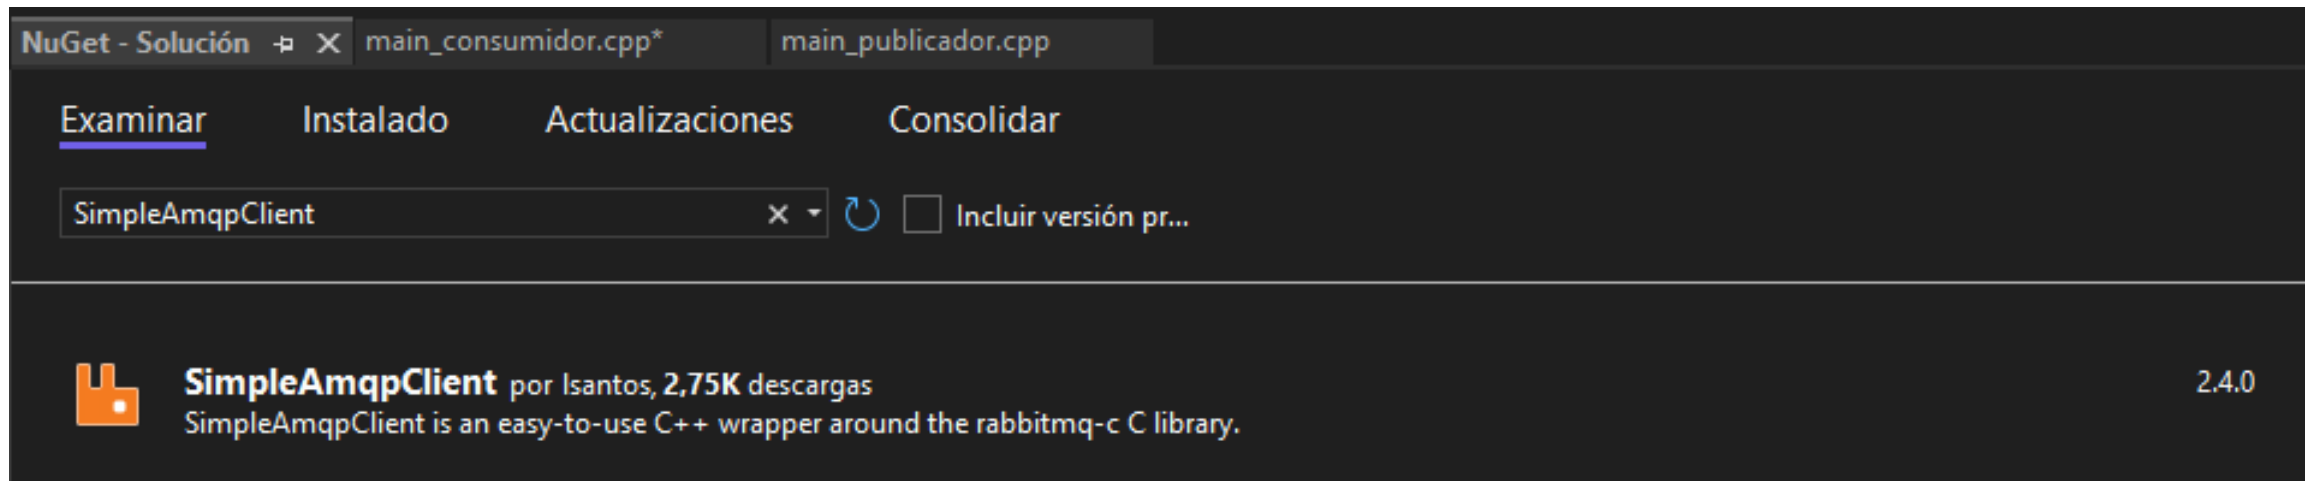 NuGet - Solución main_consumidor.cpp* main_publicador.cpp
Examinar Instalado Actualizaciones Consolidar
SimpleAmqpClient Incluir versión pr...
SimpleAmqpClient por lsantos, 2,75K descargas 2.4.0
SimpleAmqpClient is an easy-to-use C++ wrapper around the rabbitmq-c C library.